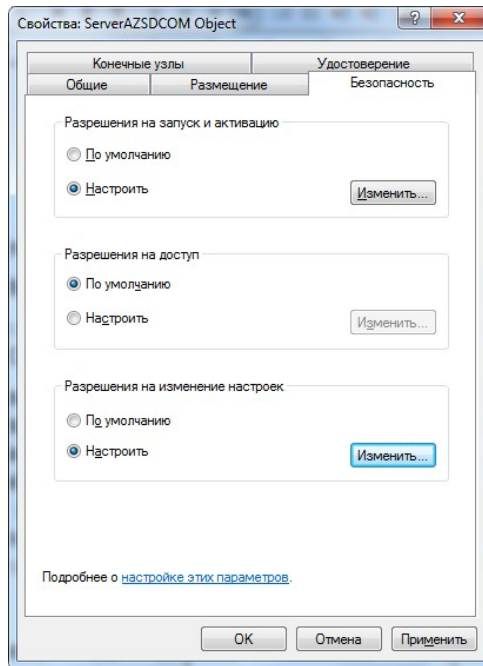 Свойства: ServerAZSDCOM Object
?
Конечные узлы
Удостоверение
Общие
Размещение
Безопасность
Разрешения на запуск и активацию
По умолчанию
Настроить
Изменить...
Разрешения на доступ
По умолчанию
Настроить
Изменить...
Разрешения на изменение настроек
По умолчанию
Настроить
Изменить...
Подробнее о настройке этих параметров.
OK
Отмена
Применить